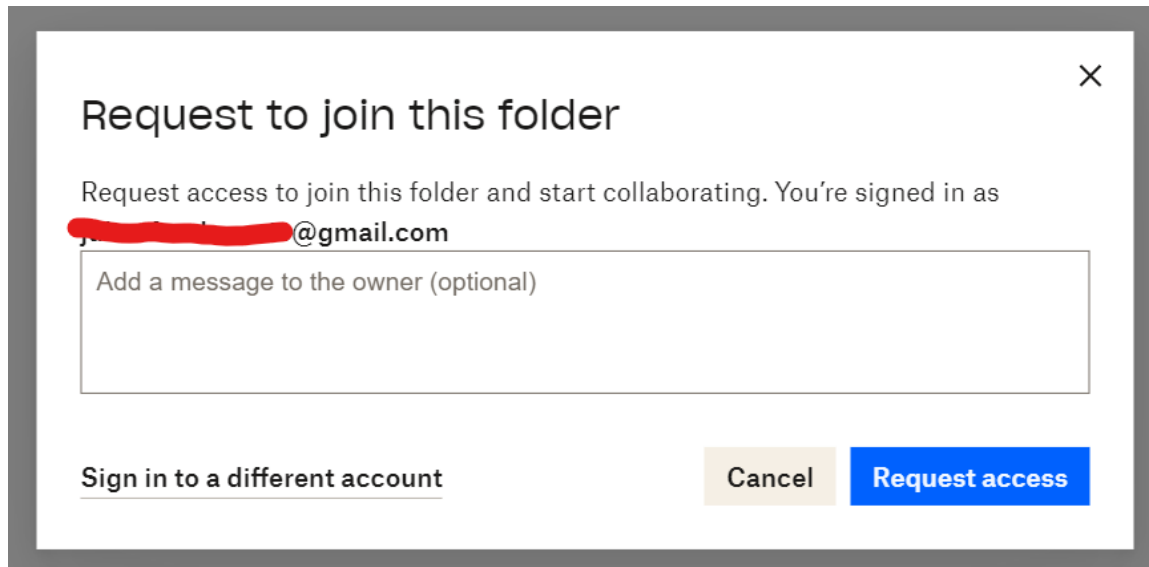 Request to join this folder
Request access to join this folder and start collaborating. You're signed in as
@gmail.com
Add a message to the owner (optional)
Sign in to a different account
Cancel
Request access